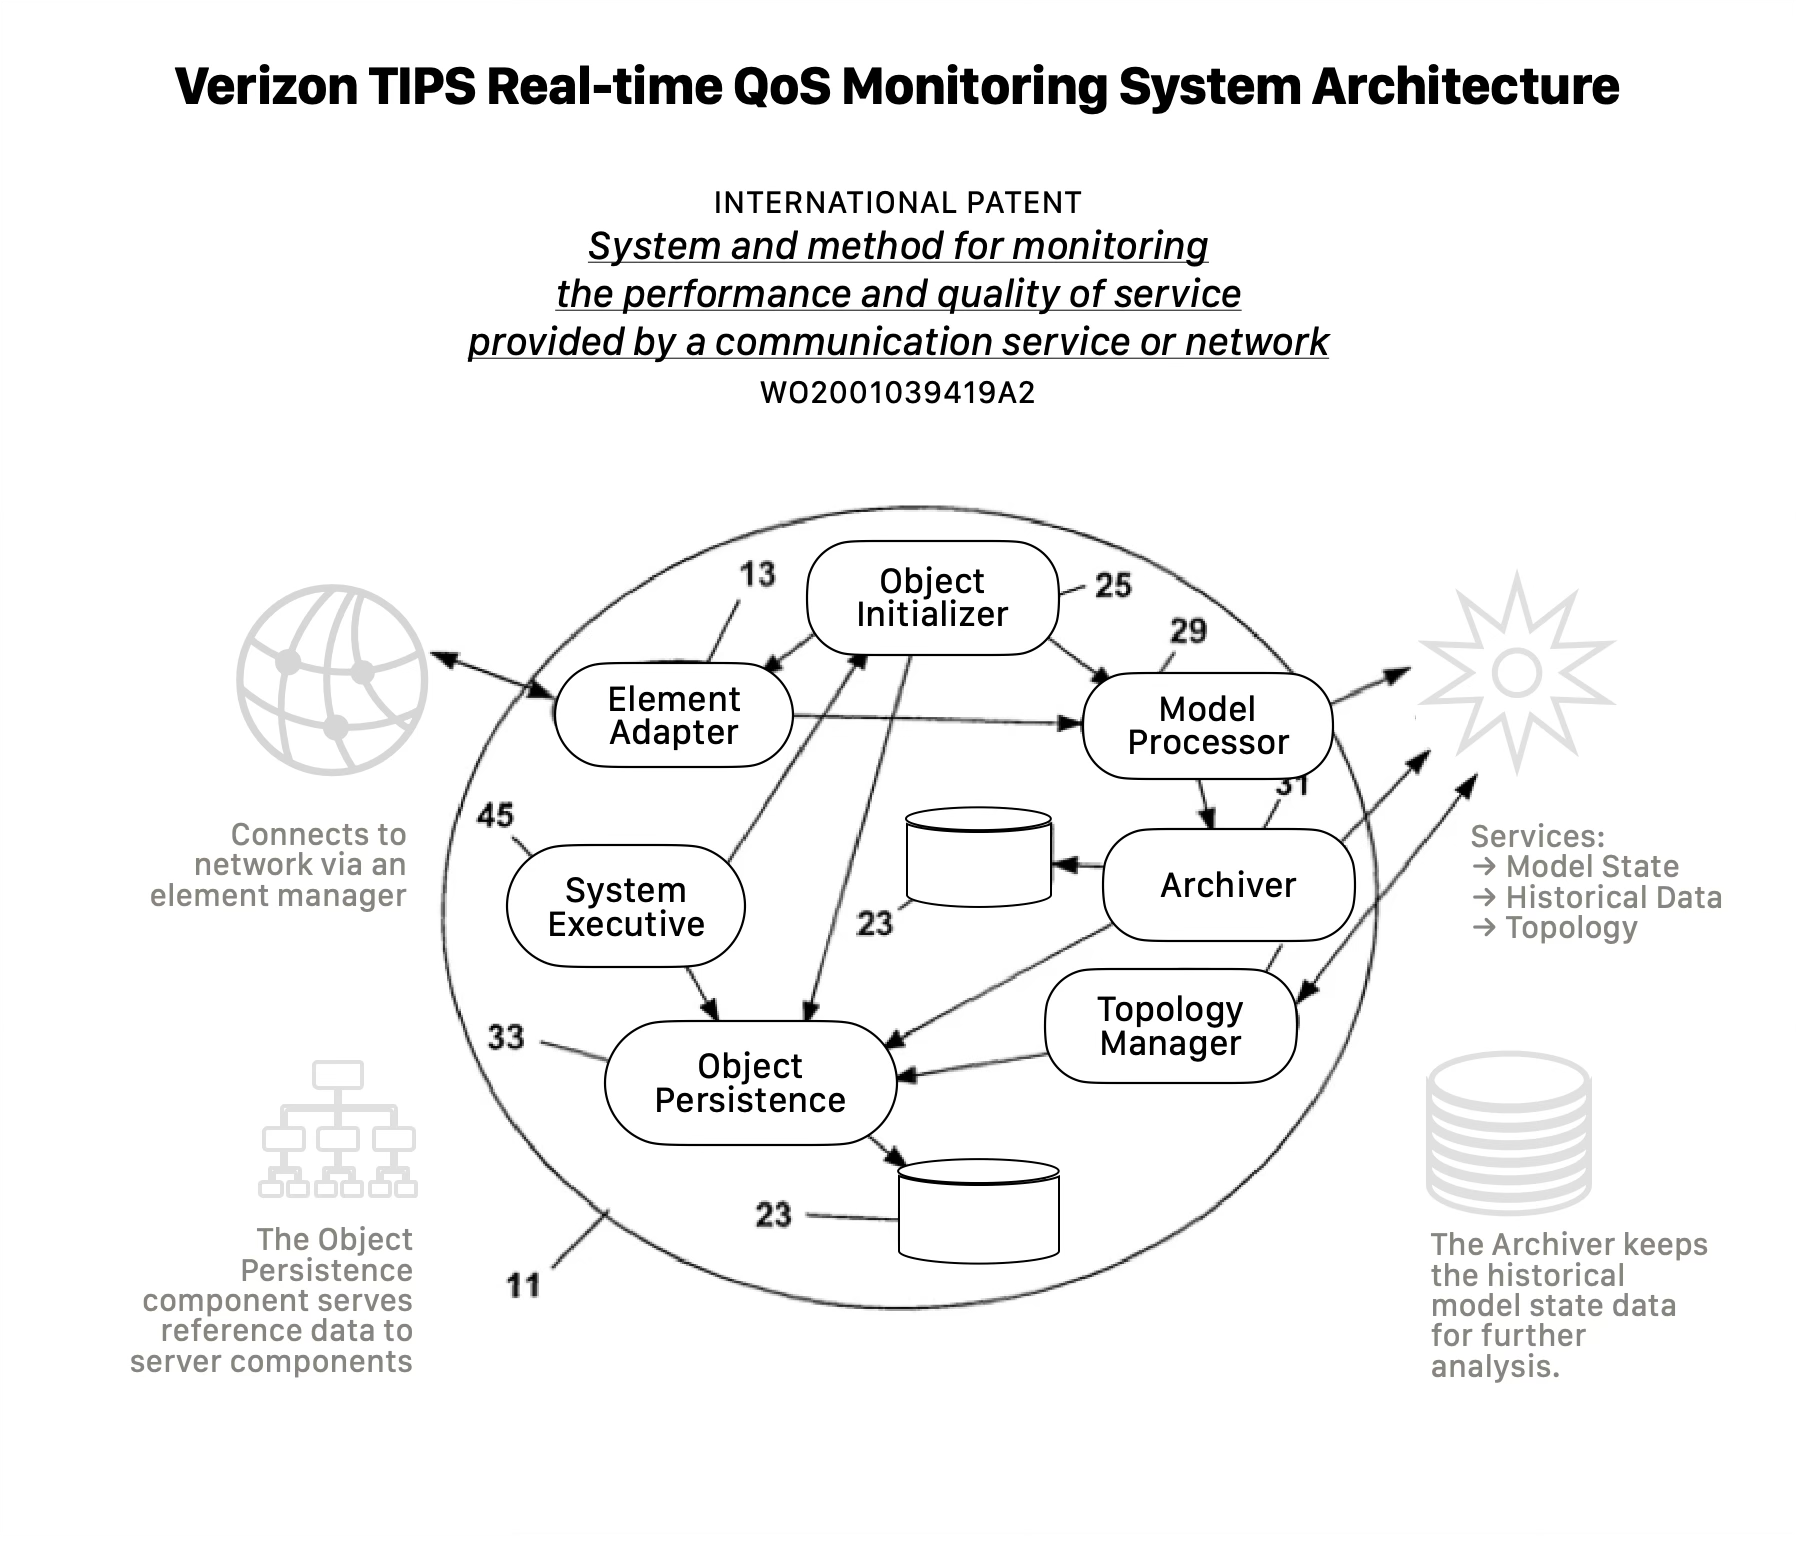 Verizon TIPS Real-time QoS Monitoring System Architecture
INTERNATIONAL PATENT
System and method for monitoring
the performance and quality of service
provided by a communication service or network
WO2001039419A2
13
Object
Initializer
25
29
Element
Adapter
Model
Processor
31
45
Connects to
network via an
element manager
System
Executive
23
Archiver
Services:
→ Model State
→ Historical Data
→ Topology
33
Object
Persistence
Topology
Manager
23
11
The Object
Persistence
component serves
reference data to
server components
The Archiver keeps
the historical
model state data
for further
analysis.